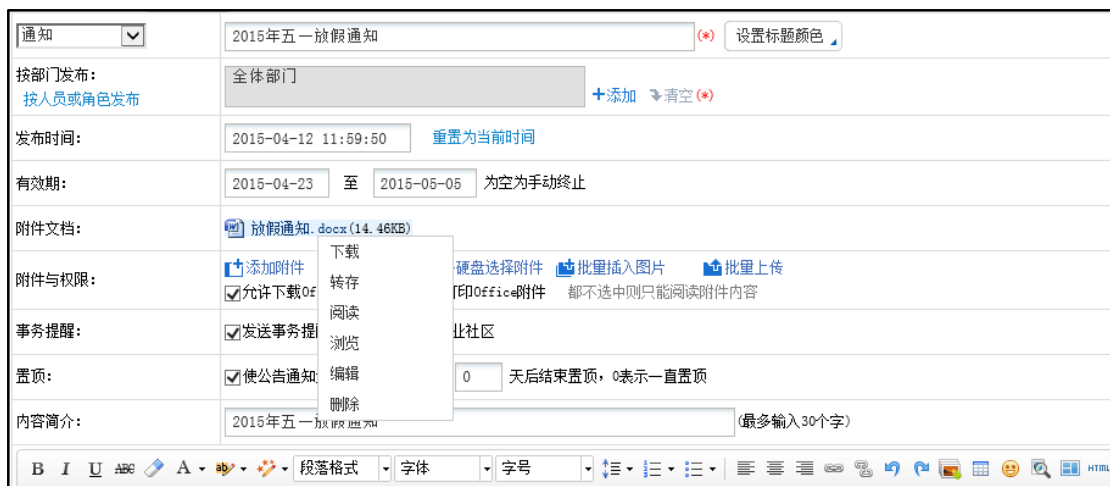 通知 2015年五一放假通知 (*) 设置标题颜色
按部门发布: 全体部门
按人员或角色发布 添加 清空(*)
发布时间: 2015-04-12 11:59:50 重置为当前时间
有效期: 2015-04-23 至 2015-05-05 为空为手动终止
附件文档: 放假通知.docx(14.46KB)
下载
转存
阅读
浏览
编辑
删除
附件与权限: 添加附件 硬盘选择附件 批量插入图片 批量上传
允许下载Of 打印Office附件 都不选中则只能阅读附件内容
事务提醒: 发送事务提 业社区
置顶: 使公告通知 0 天后结束置顶，0表示一直置顶
内容简介: 2015年五一放假通知 (最多输入30个字)
B I U ABC A aby 段落格式 字体 字号 HTML